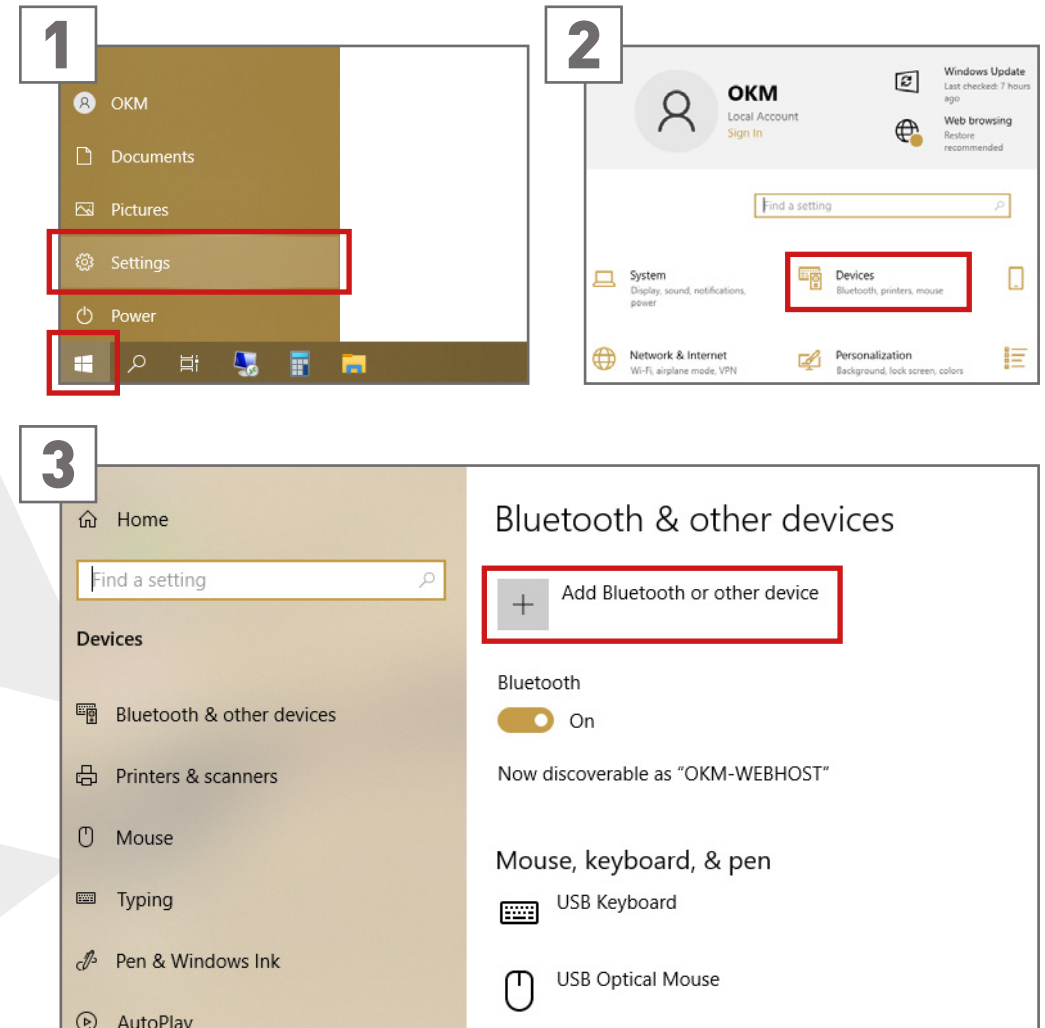 1
OKM
Documents
Pictures
Settings
Power
2
OKM
Local Account
Sign In
Windows Update
Last checked: 7 hours
ago
Web browsing
Restore
recommended
Find a setting
System
Display, sound, notifications,
power
Devices
Bluetooth, printers, mouse
Network & Internet
Wi-Fi, airplane mode, VPN
Personalization
Background, lock screen, colors
3
Home
Find a setting
Devices
Bluetooth & other devices
Printers & scanners
Mouse
Typing
Pen & Windows Ink
AutoPlay
Bluetooth & other devices
Add Bluetooth or other device
Bluetooth
On
Now discoverable as “OKM-WEBHOST”
Mouse, keyboard, & pen
USB Keyboard
USB Optical Mouse